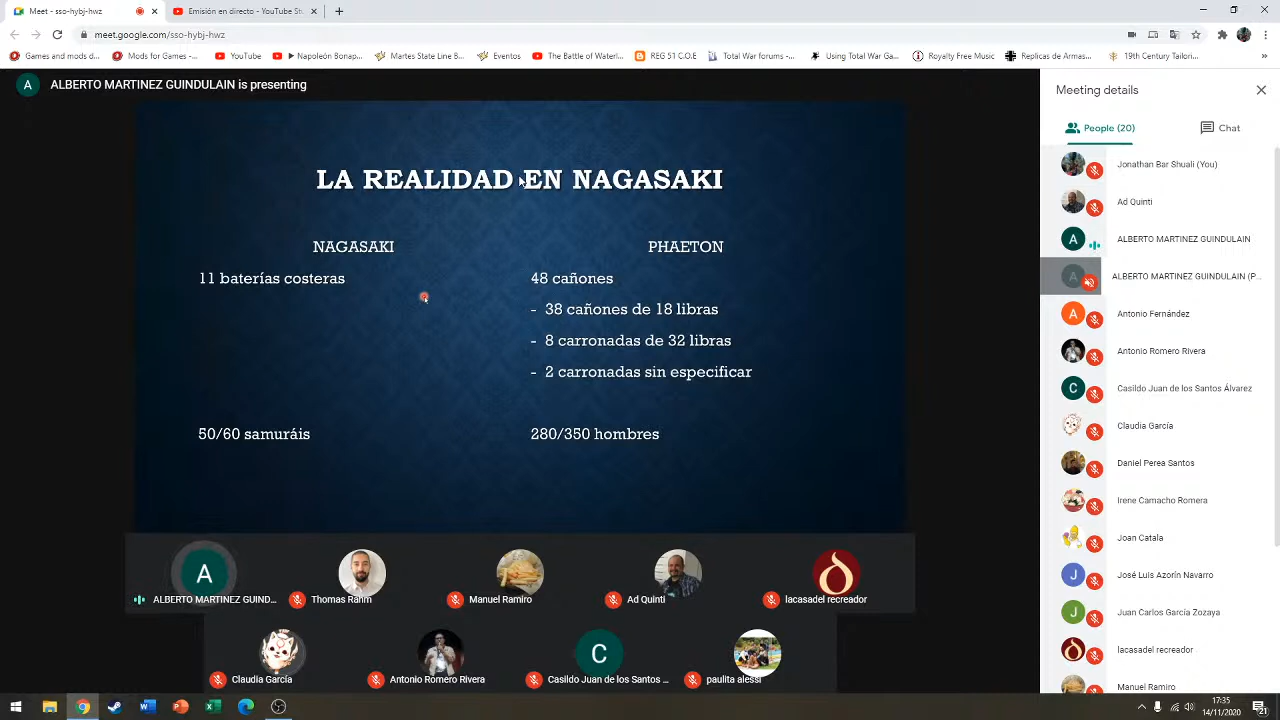 Meet - sso-hybj-hwz
Emisión en directo - YouTube St
meet.google.com/sso-hybj-hwz
Games and mods d...
Mods for Games -...
YouTube
▶ Napoleón Bonap...
Martes State Line B...
Eventos
The Battle of Waterl...
REG 51 C.O.E
Total War forums -...
Using Total War Ga...
Royalty Free Music
Replicas de Armas...
19th Century Tailori...
»
A
ALBERTO MARTINEZ GUINDULAIN is presenting
LA REALIDAD EN NAGASAKI
NAGASAKI
PHAETON
11 baterías costeras
48 cañones
- 38 cañones de 18 libras
- 8 carronadas de 32 libras
- 2 carronadas sin especificar
50/60 samuráis
280/350 hombres
A
ALBERTO MARTINEZ GUIND...
Thomas Rahm
Manuel Ramiro
Ad Quinti
lacasadel recreador
Claudia García
Antonio Romero Rivera
C
Casildo Juan de los Santos ...
paulita alessi
Meeting details
People (20)
Chat
Jonathan Bar Shuali (You)
Ad Quinti
A
ALBERTO MARTINEZ GUINDULAIN
A
ALBERTO MARTINEZ GUINDULAIN (P...
A
Antonio Fernández
Antonio Romero Rivera
C
Casildo Juan de los Santos Álvarez
Claudia García
Daniel Perea Santos
Irene Camacho Romera
Joan Catala
J
José Luis Azorín Navarro
J
Juan Carlos García Zozaya
lacasadel recreador
Manuel Ramiro
17:35
14/11/2020
21